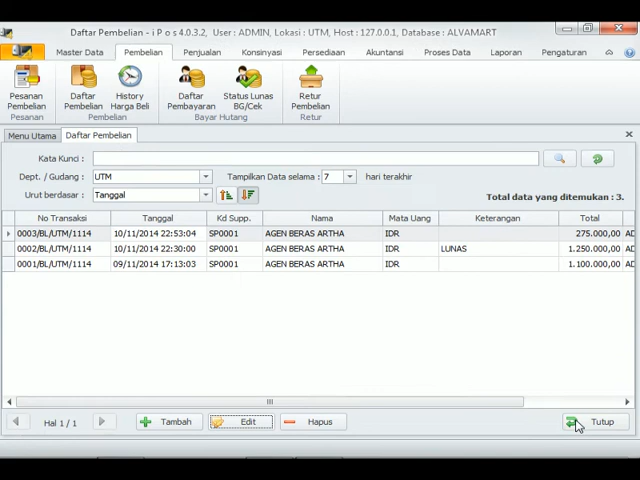 Daftar Pembelian - i P o s 4.0.3.2, User : ADMIN, Lokasi : UTM, Host : 127.0.0.1, Database : ALVAMART
Master Data Pembelian Penjualan Konsinyasi Persediaan Akuntansi Proses Data Laporan Pengaturan
Pesanan Pembelian
Daftar Pembelian
History Harga Beli
Daftar Pembayaran
Status Lunas BG/Cek
Retur Pembelian
Pesanan Pembelian Bayar Hutang Retur
Menu Utama Daftar Pembelian
Kata Kunci :
Dept. / Gudang : UTM Tampilkan Data selama : 7 hari terakhir
Urut berdasar : Tanggal Total data yang ditemukan : 3.
No Transaksi Tanggal Kd Supp. Nama Mata Uang Keterangan Total
0003/BL/UTM/1114 10/11/2014 22:53:04 SP0001 AGEN BERAS ARTHA IDR 275.000,00 AD
0002/BL/UTM/1114 10/11/2014 22:30:00 SP0001 AGEN BERAS ARTHA IDR LUNAS 1.250.000,00 AD
0001/BL/UTM/1114 09/11/2014 17:13:03 SP0001 AGEN BERAS ARTHA IDR 1.100.000,00 AD
Hal 1 / 1 Tambah Edit Hapus Tutup